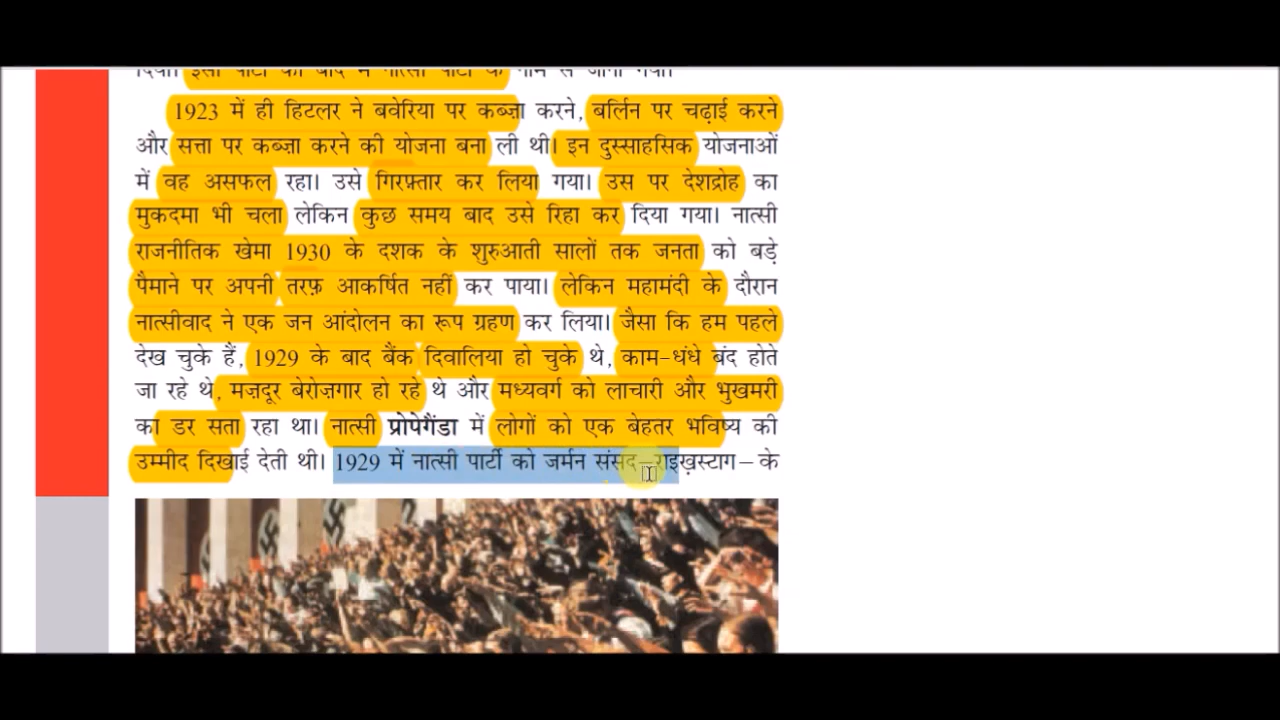 दिया। इसी पार्टी को बाद में नात्सी पार्टी के नाम से जाना गया।
1923 में ही हिटलर ने बवेरिया पर कब्ज़ा करने, बर्लिन पर चढ़ाई करने
और सत्ता पर कब्ज़ा करने की योजना बना ली थी। इन दुस्साहसिक योजनाओं
में वह असफल रहा। उसे गिरफ़्तार कर लिया गया। उस पर देशद्रोह का
मुकदमा भी चला लेकिन कुछ समय बाद उसे रिहा कर दिया गया। नात्सी
राजनीतिक खेमा 1930 के दशक के शुरुआती सालों तक जनता को बड़े
पैमाने पर अपनी तरफ़ आकर्षित नहीं कर पाया। लेकिन महामंदी के दौरान
नात्सीवाद ने एक जन आंदोलन का रूप ग्रहण कर लिया। जैसा कि हम पहले
देख चुके हैं, 1929 के बाद बैंक दिवालिया हो चुके थे, काम-धंधे बंद होते
जा रहे थे, मज़दूर बेरोज़गार हो रहे थे और मध्यवर्ग को लाचारी और भुखमरी
का डर सता रहा था। नात्सी प्रोपेगैंडा में लोगों को एक बेहतर भविष्य की
उम्मीद दिखाई देती थी। 1929 में नात्सी पार्टी को जर्मन संसद–राइख़स्टाग–के